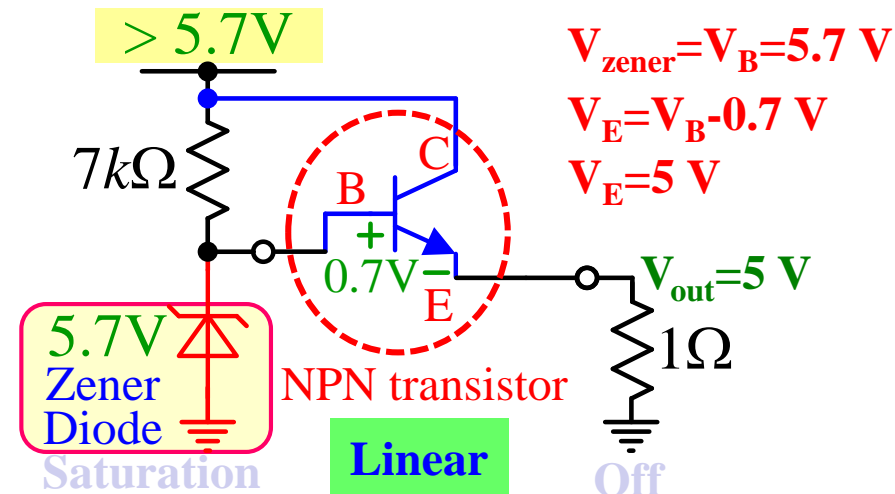 > 5.7V
V_zener=V_B=5.7 V
V_E=V_B-0.7 V
V_E=5 V
7kΩ
C
B
+
0.7V−
E
V_out=5 V
5.7V
Zener
Diode
NPN transistor
1Ω
Saturation
Linear
Off